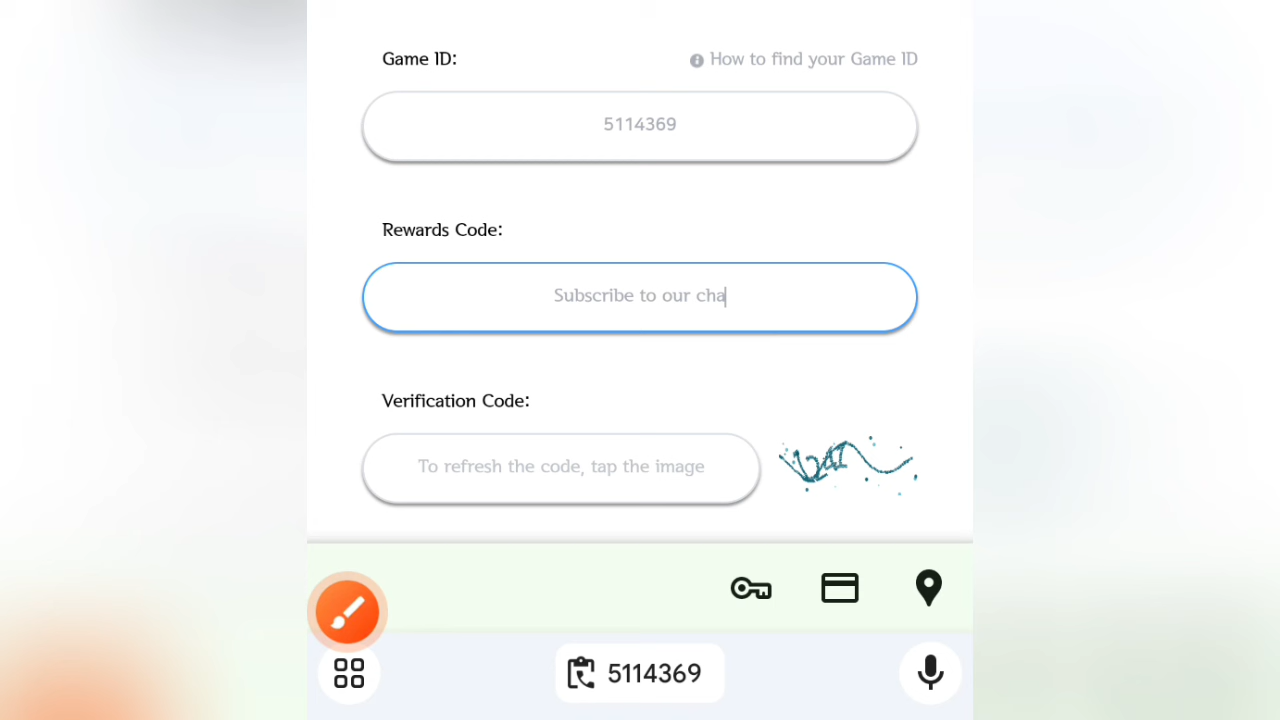 Game ID:
How to find your Game ID
5114369
Rewards Code:
Subscribe to our cha
Verification Code:
To refresh the code, tap the image
5114369